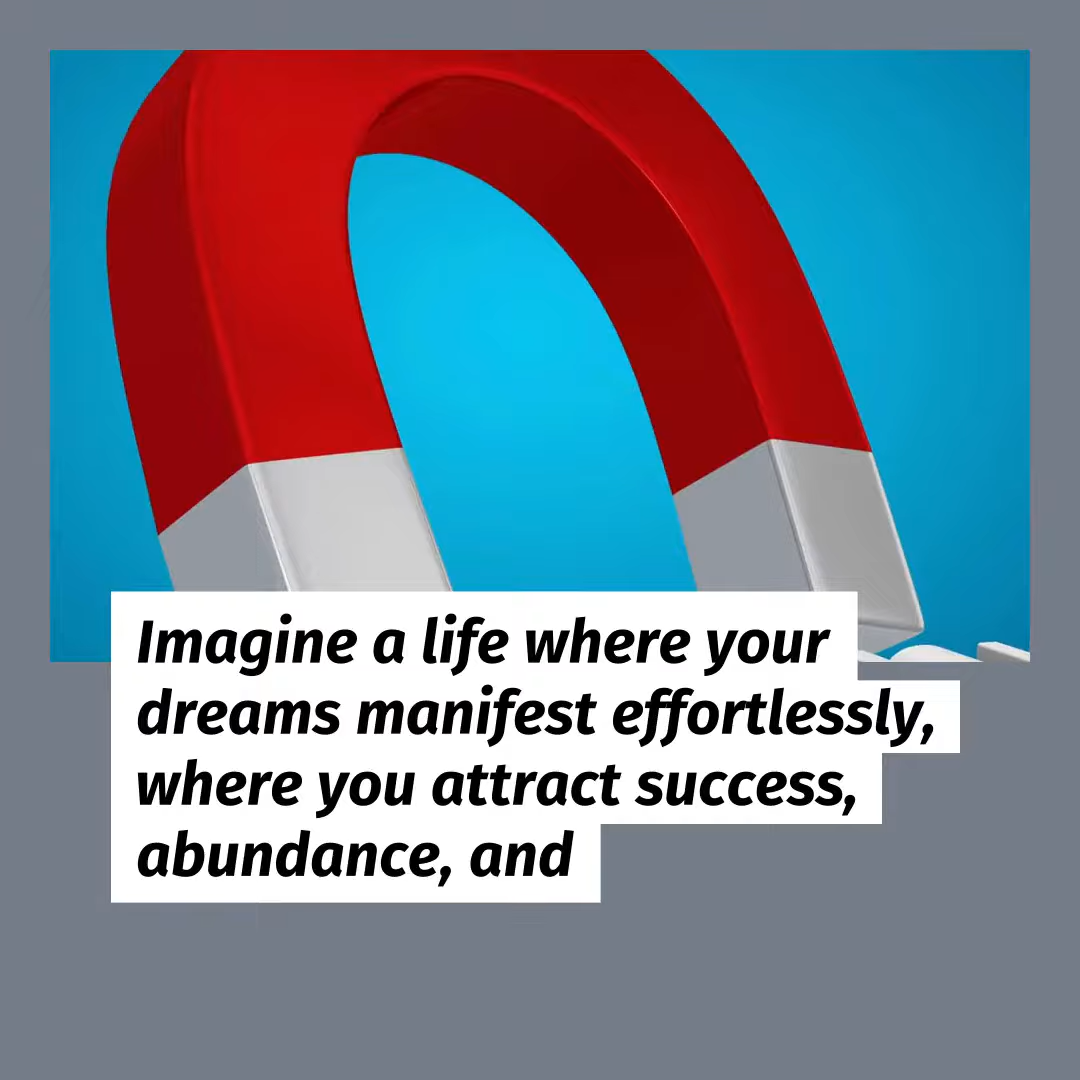 Imagine a life where your
dreams manifest effortlessly,
where you attract success,
abundance, and